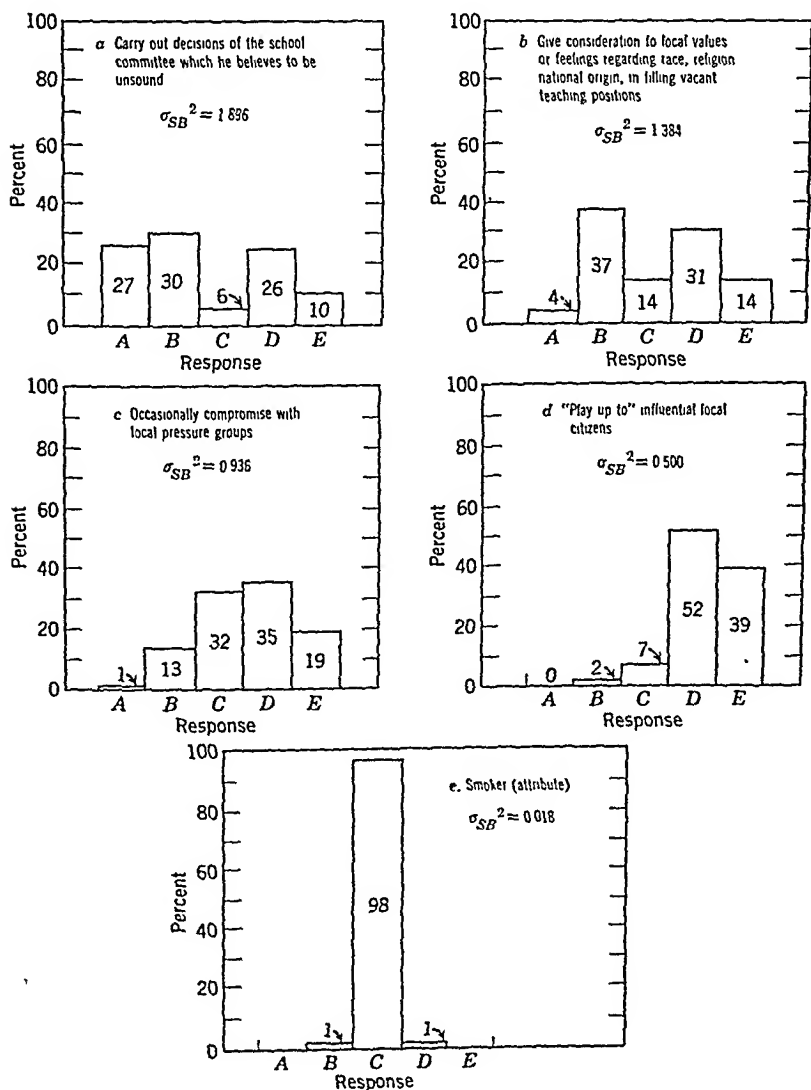 100
80
60
40
20
0
Percent
a Carry out decisions of the school
committee which he believes to be
unsound
σSB² = 1 896
27
30
6
26
10
A B C D E
Response
100
80
60
40
20
0
Percent
b Give consideration to local values
or feelings regarding race, religion
national origin, in filling vacant
teaching positions
σSB² = 1 384
4
37
14
31
14
A B C D E
Response
100
80
60
40
20
0
Percent
c Occasionally compromise with
local pressure groups
σSB² = 0 936
1
13
32
35
19
A B C D E
Response
100
80
60
40
20
0
Percent
d "Play up to" influential local
citizens
σSB² = 0 500
0
2
7
52
39
A B C D E
Response
100
80
60
40
20
0
Percent
e. Smoker (attribute)
σSB² = 0 018
1
98
1
A B C D E
Response